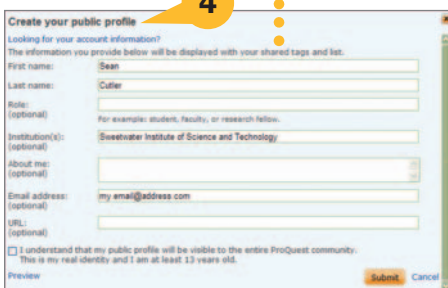 4
Create your public profile
Looking for your account information?
The information you provide below will be displayed with your shared tags and list.
First name: Sean
Last name: Cutler
Role:
(optional)
For example: student, faculty, or research fellow.
Institution(s): Sweetwater Institute of Science and Technology
(optional)
About me:
(optional)
Email address: my email@address.com
(optional)
URL:
(optional)
I understand that my public profile will be visible to the entire ProQuest community.
This is my real identity and I am at least 13 years old.
Preview Submit Cancel